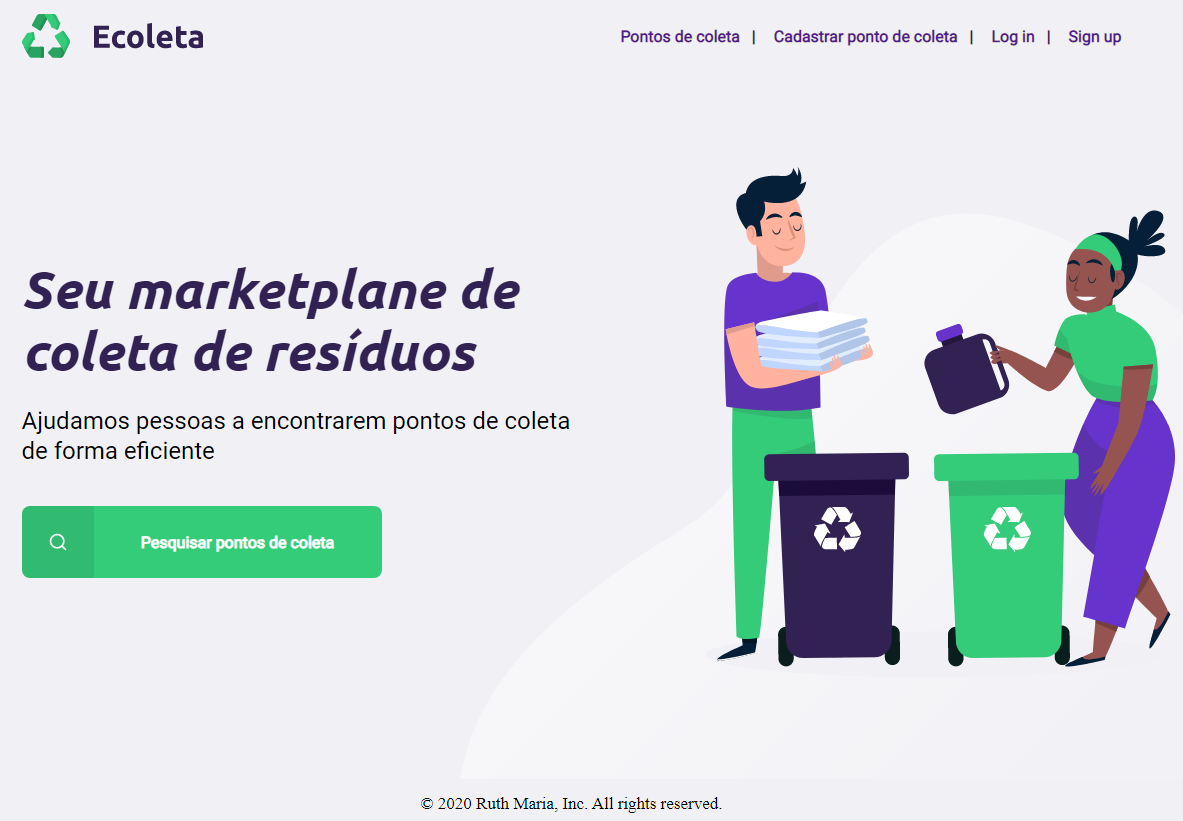 Ecoleta
Pontos de coleta | Cadastrar ponto de coleta | Log in | Sign up
Seu marketplane de
coleta de resíduos
Ajudamos pessoas a encontrarem pontos de coleta
de forma eficiente
Pesquisar pontos de coleta
© 2020 Ruth Maria, Inc. All rights reserved.